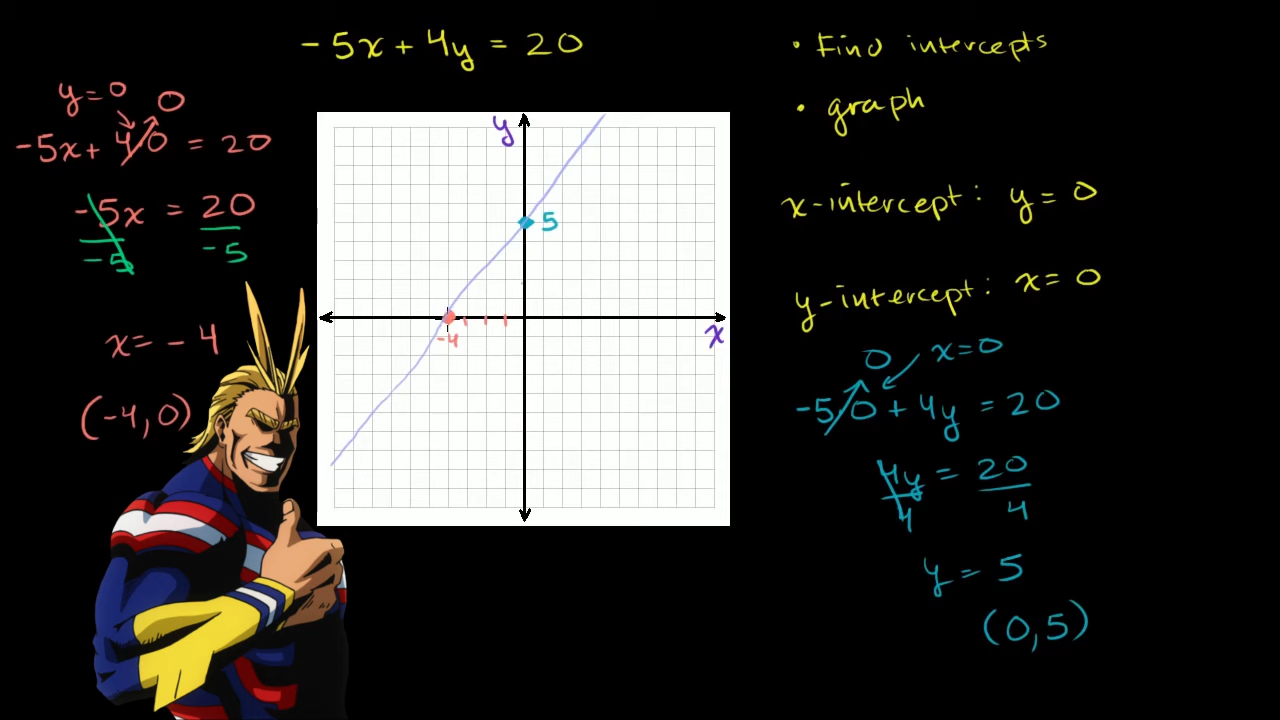 -5x + 4y = 20
y = 0
0
-5x + 4 0 = 20
-5x = 20
-5 -5
x = -4
(-4, 0)
y
5
-4
x
• Find intercepts
• graph
x-intercept: y = 0
y-intercept: x = 0
0 x = 0
-5 0 + 4y = 20
4y = 20
4 4
y = 5
(0, 5)